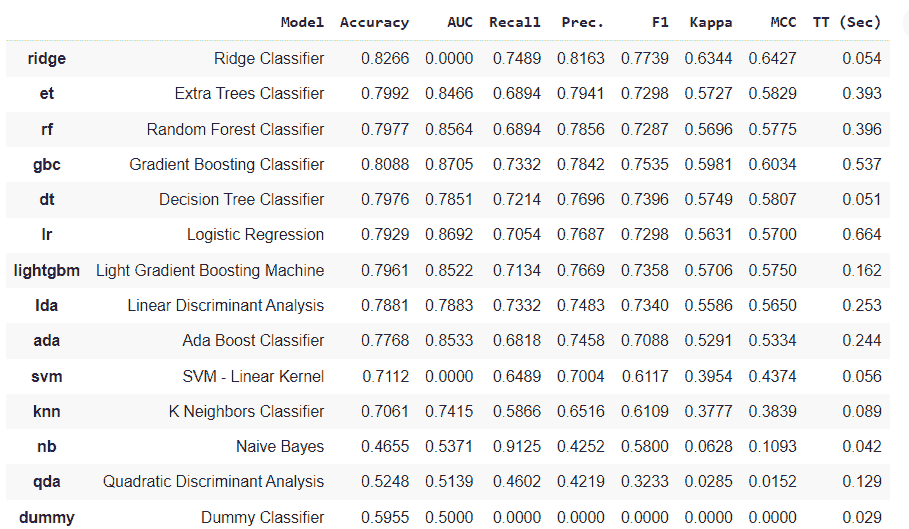 Model Accuracy AUC Recall Prec. F1 Kappa MCC TT (Sec)
ridge Ridge Classifier 0.8266 0.0000 0.7489 0.8163 0.7739 0.6344 0.6427 0.054
et Extra Trees Classifier 0.7992 0.8466 0.6894 0.7941 0.7298 0.5727 0.5829 0.393
rf Random Forest Classifier 0.7977 0.8564 0.6894 0.7856 0.7287 0.5696 0.5775 0.396
gbc Gradient Boosting Classifier 0.8088 0.8705 0.7332 0.7842 0.7535 0.5981 0.6034 0.537
dt Decision Tree Classifier 0.7976 0.7851 0.7214 0.7696 0.7396 0.5749 0.5807 0.051
lr Logistic Regression 0.7929 0.8692 0.7054 0.7687 0.7298 0.5631 0.5700 0.664
lightgbm Light Gradient Boosting Machine 0.7961 0.8522 0.7134 0.7669 0.7358 0.5706 0.5750 0.162
lda Linear Discriminant Analysis 0.7881 0.7883 0.7332 0.7483 0.7340 0.5586 0.5650 0.253
ada Ada Boost Classifier 0.7768 0.8533 0.6818 0.7458 0.7088 0.5291 0.5334 0.244
svm SVM - Linear Kernel 0.7112 0.0000 0.6489 0.7004 0.6117 0.3954 0.4374 0.056
knn K Neighbors Classifier 0.7061 0.7415 0.5866 0.6516 0.6109 0.3777 0.3839 0.089
nb Naive Bayes 0.4655 0.5371 0.9125 0.4252 0.5800 0.0628 0.1093 0.042
qda Quadratic Discriminant Analysis 0.5248 0.5139 0.4602 0.4219 0.3233 0.0285 0.0152 0.129
dummy Dummy Classifier 0.5955 0.5000 0.0000 0.0000 0.0000 0.0000 0.0000 0.029